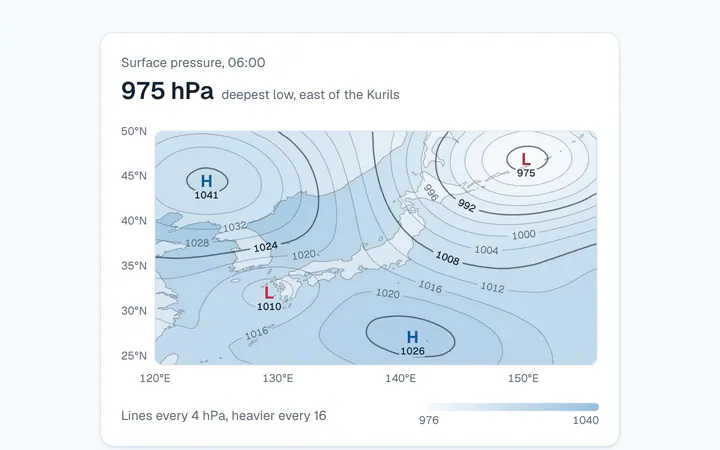 Surface pressure, 06:00
975 hPa deepest low, east of the Kurils
50°N
45°N
40°N
35°N
30°N
25°N
H
1041
L
975
996
992
1032
1028
1024
1020
1000
1004
1008
1012
1016
1020
L
1010
1016
H
1026
120°E
130°E
140°E
150°E
Lines every 4 hPa, heavier every 16
976
1040